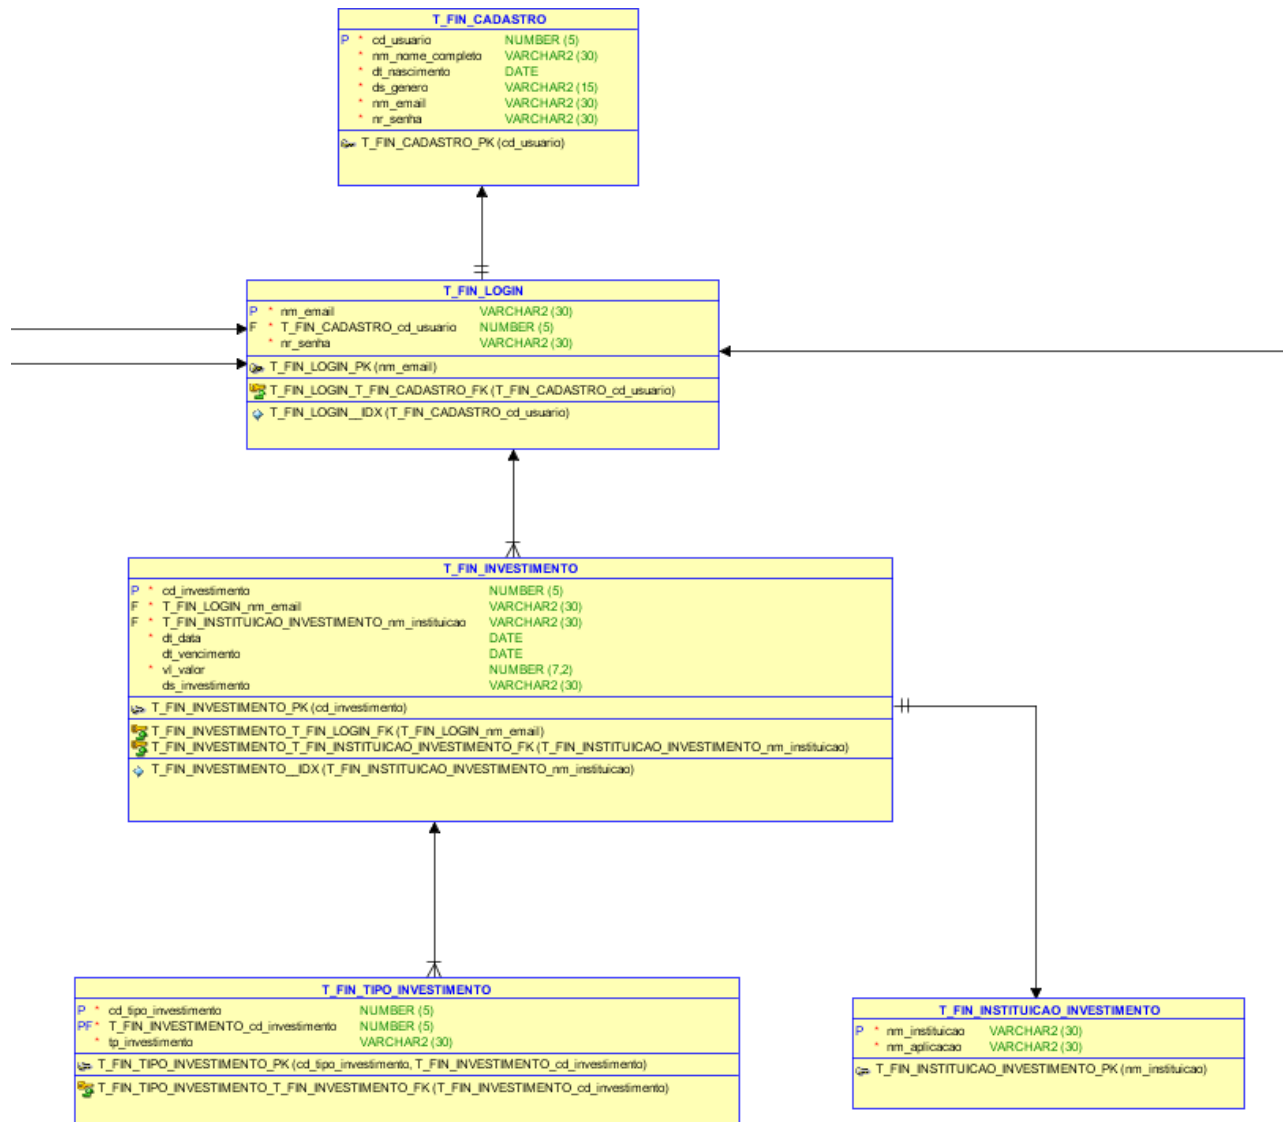 T_FIN_CADASTRO
P * cd_usuario NUMBER (5)
* nm_nome_completo VARCHAR2 (30)
* dt_nascimento DATE
* ds_genero VARCHAR2 (15)
* nm_email VARCHAR2 (30)
* nr_senha VARCHAR2 (30)
T_FIN_CADASTRO_PK (cd_usuario)
T_FIN_LOGIN
P * nm_email VARCHAR2 (30)
F * T_FIN_CADASTRO_cd_usuario NUMBER (5)
* nr_senha VARCHAR2 (30)
T_FIN_LOGIN_PK (nm_email)
T_FIN_LOGIN_T_FIN_CADASTRO_FK (T_FIN_CADASTRO_cd_usuario)
T_FIN_LOGIN__IDX (T_FIN_CADASTRO_cd_usuario)
T_FIN_INVESTIMENTO
P * cd_investimento NUMBER (5)
F * T_FIN_LOGIN_nm_email VARCHAR2 (30)
F * T_FIN_INSTITUICAO_INVESTIMENTO_nm_instituicao VARCHAR2 (30)
* dt_data DATE
dt_vencimento DATE
* vl_valor NUMBER (7,2)
ds_investimento VARCHAR2 (30)
T_FIN_INVESTIMENTO_PK (cd_investimento)
T_FIN_INVESTIMENTO_T_FIN_LOGIN_FK (T_FIN_LOGIN_nm_email)
T_FIN_INVESTIMENTO_T_FIN_INSTITUICAO_INVESTIMENTO_FK (T_FIN_INSTITUICAO_INVESTIMENTO_nm_instituicao)
T_FIN_INVESTIMENTO__IDX (T_FIN_INSTITUICAO_INVESTIMENTO_nm_instituicao)
T_FIN_TIPO_INVESTIMENTO
P * cd_tipo_investimento NUMBER (5)
PF * T_FIN_INVESTIMENTO_cd_investimento NUMBER (5)
* tp_investimento VARCHAR2 (30)
T_FIN_TIPO_INVESTIMENTO_PK (cd_tipo_investimento, T_FIN_INVESTIMENTO_cd_investimento)
T_FIN_TIPO_INVESTIMENTO_T_FIN_INVESTIMENTO_FK (T_FIN_INVESTIMENTO_cd_investimento)
T_FIN_INSTITUICAO_INVESTIMENTO
P * nm_instituicao VARCHAR2 (30)
* nm_aplicacao VARCHAR2 (30)
T_FIN_INSTITUICAO_INVESTIMENTO_PK (nm_instituicao)